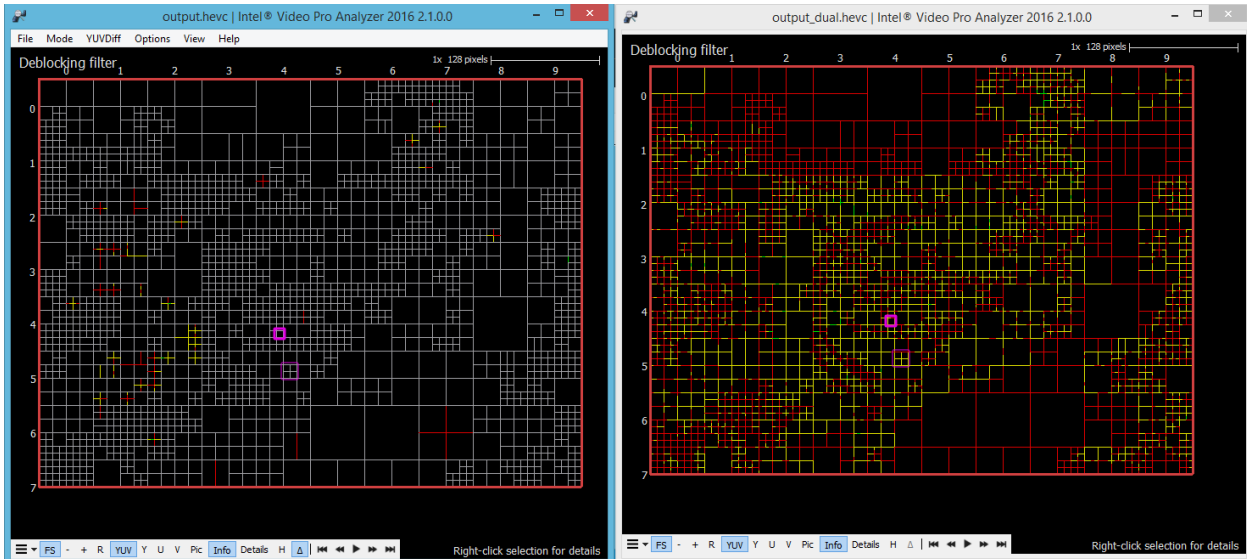 output.hevc | Intel® Video Pro Analyzer 2016 2.1.0.0
File Mode YUVDiff Options View Help
Deblocking filter
1x 128 pixels
0 1 2 3 4 5 6 7 8 9
0
1
2
3
4
5
6
7
FS - + R YUV Y U V Pic Info Details H Δ
Right-click selection for details
output_dual.hevc | Intel® Video Pro Analyzer 2016 2.1.0.0
Deblocking filter
1x 128 pixels
0 1 2 3 4 5 6 7 8 9
0
1
2
3
4
5
6
7
FS - + R YUV Y U V Pic Info Details H Δ
Right-click selection for details